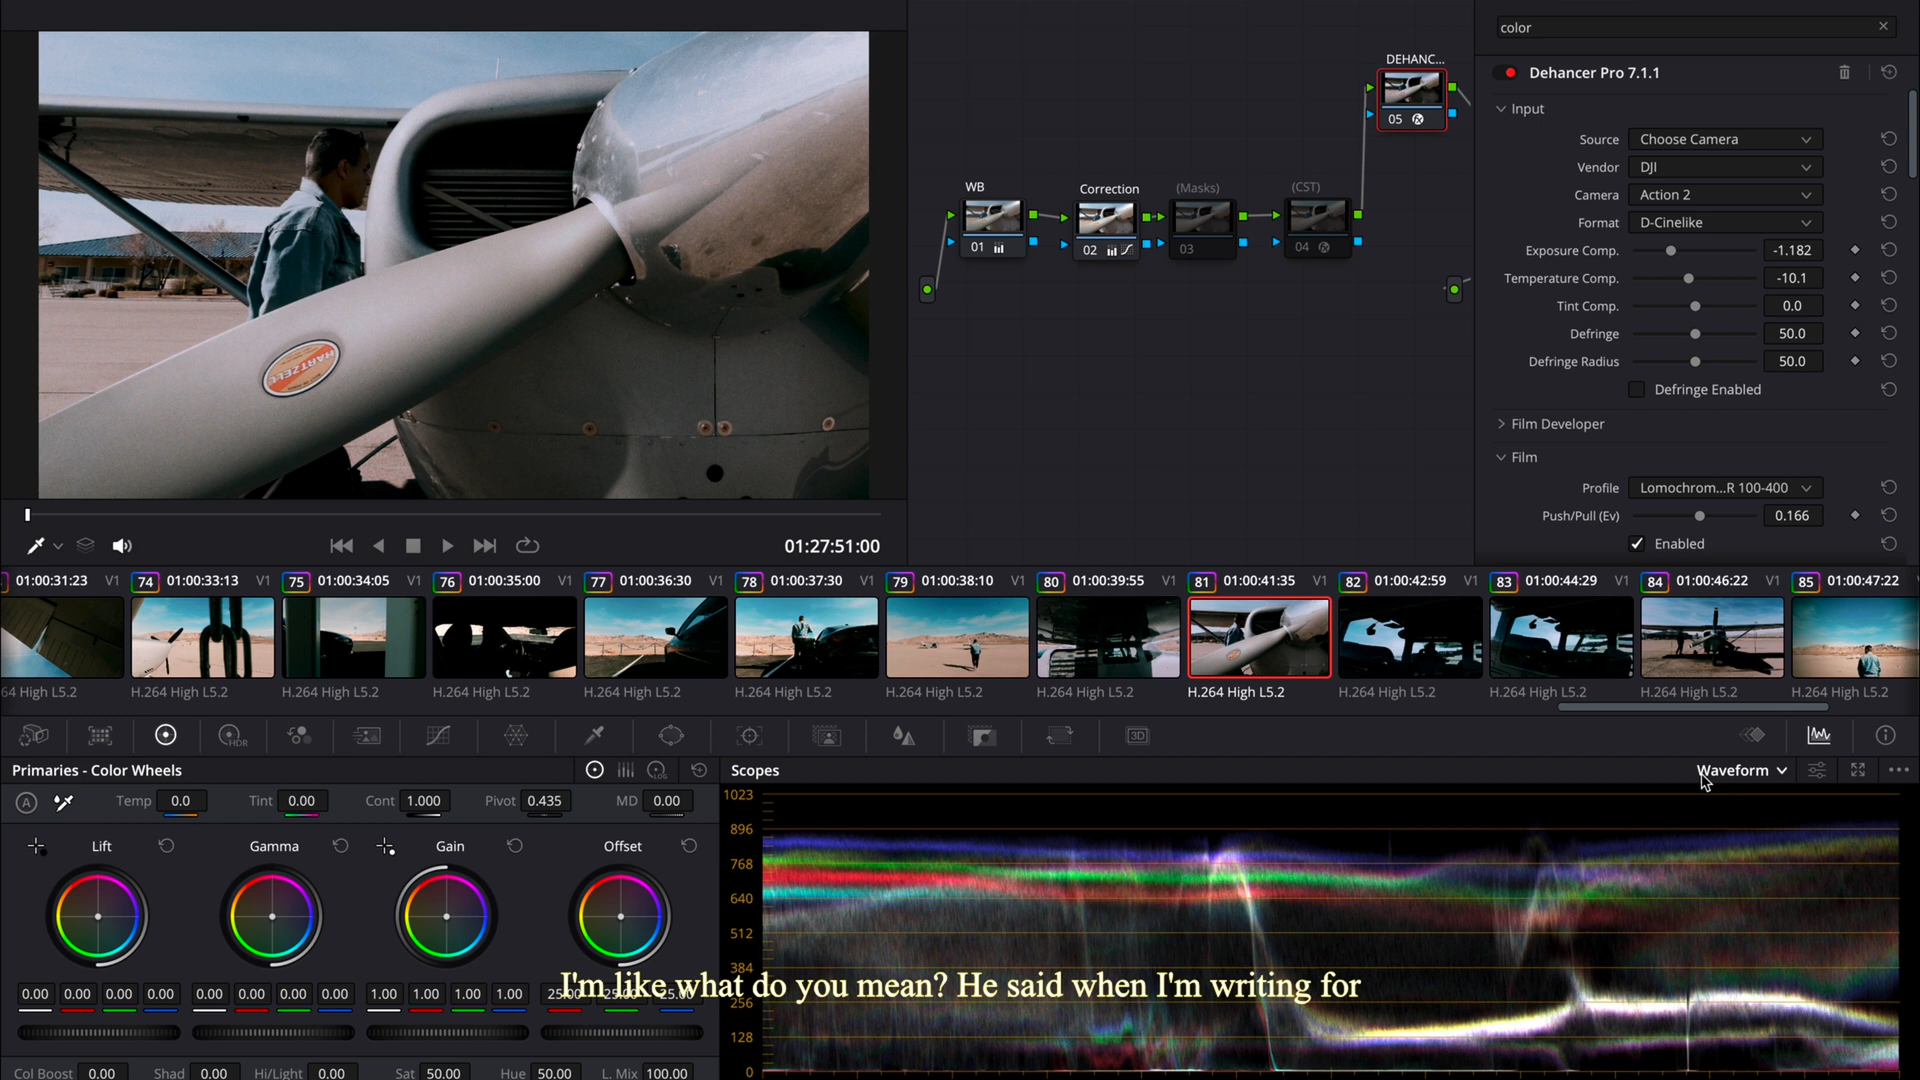 color
DEHANC...
Dehancer Pro 7.1.1
Input
Source Choose Camera
Vendor DJI
Camera Action 2
Format D-Cinelike
Exposure Comp. -1.182
Temperature Comp. -10.1
Tint Comp. 0.0
Defringe 50.0
Defringe Radius 50.0
Defringe Enabled
Film Developer
Film
Profile Lomochrom...R 100-400
Push/Pull (Ev) 0.166
Enabled
05
WB
Correction
(Masks)
(CST)
01
02
03
04
HARTZELL
01:27:51:00
01:00:31:23 V1 74 01:00:33:13 V1 75 01:00:34:05 V1 76 01:00:35:00 V1 77 01:00:36:30 V1 78 01:00:37:30 V1 79 01:00:38:10 V1 80 01:00:39:55 V1 81 01:00:41:35 V1 82 01:00:42:59 V1 83 01:00:44:29 V1 84 01:00:46:22 V1 85 01:00:47:22
64 High L5.2 H.264 High L5.2 H.264 High L5.2 H.264 High L5.2 H.264 High L5.2 H.264 High L5.2 H.264 High L5.2 H.264 High L5.2 H.264 High L5.2 H.264 High L5.2 H.264 High L5.2 H.264 High L5.2 H.264 High L5.2
HDR
3D
Primaries - Color Wheels
LOG
Scopes
Waveform
A Temp 0.0 Tint 0.00 Cont 1.000 Pivot 0.435 MD 0.00
Lift Gamma Gain Offset
0.00 0.00 0.00 0.00 0.00 0.00 0.00 0.00 1.00 1.00 1.00 1.00 25.00 25.00 25.00
Col Boost 0.00 Shad 0.00 Hi/Light 0.00 Sat 50.00 Hue 50.00 L. Mix 100.00
1023
896
768
640
512
384
256
128
0
I'm like what do you mean? He said when I'm writing for